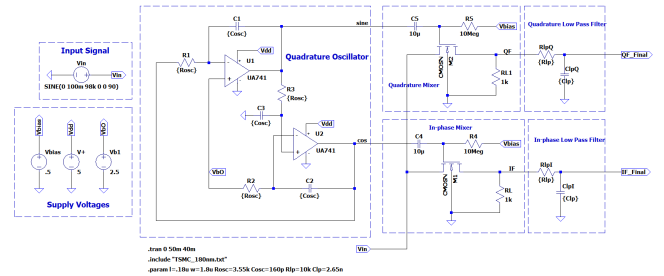 Input Signal
Vin
Vin
SINE(0 100m 98k 0 0 90)
Vbias
Vdd
VbO
Vbias
.5
V+
5
Vb1
2.5
Supply Voltages
C1
{Cosc}
sine
R1
{Rosc}
Vdd
U1
UA741
Quadrature Oscillator
R3
{Rosc}
C3
{Cosc}
Vdd
U2
UA741
cos
VbO
R2
{Rosc}
C2
{Cosc}
C5
10µ
R5
10Meg
Vbias
CMOSN
M2
QF
Quadrature Mixer
RL1
1k
Quadrature Low Pass Filter
RlpQ
{Rlp}
ClpQ
{Clp}
QF_Final
In-phase Mixer
C4
10µ
R4
10Meg
Vbias
CMOSN
M1
IF
RL
1k
In-phase Low Pass Filter
RlpI
{Rlp}
ClpI
{Clp}
IF_Final
Vin
.tran 0 50m 40m
.include "TSMC_180nm.txt"
.param l=.18u w=1.8u Rosc=3.55k Cosc=160p Rlp=10k Clp=2.65n